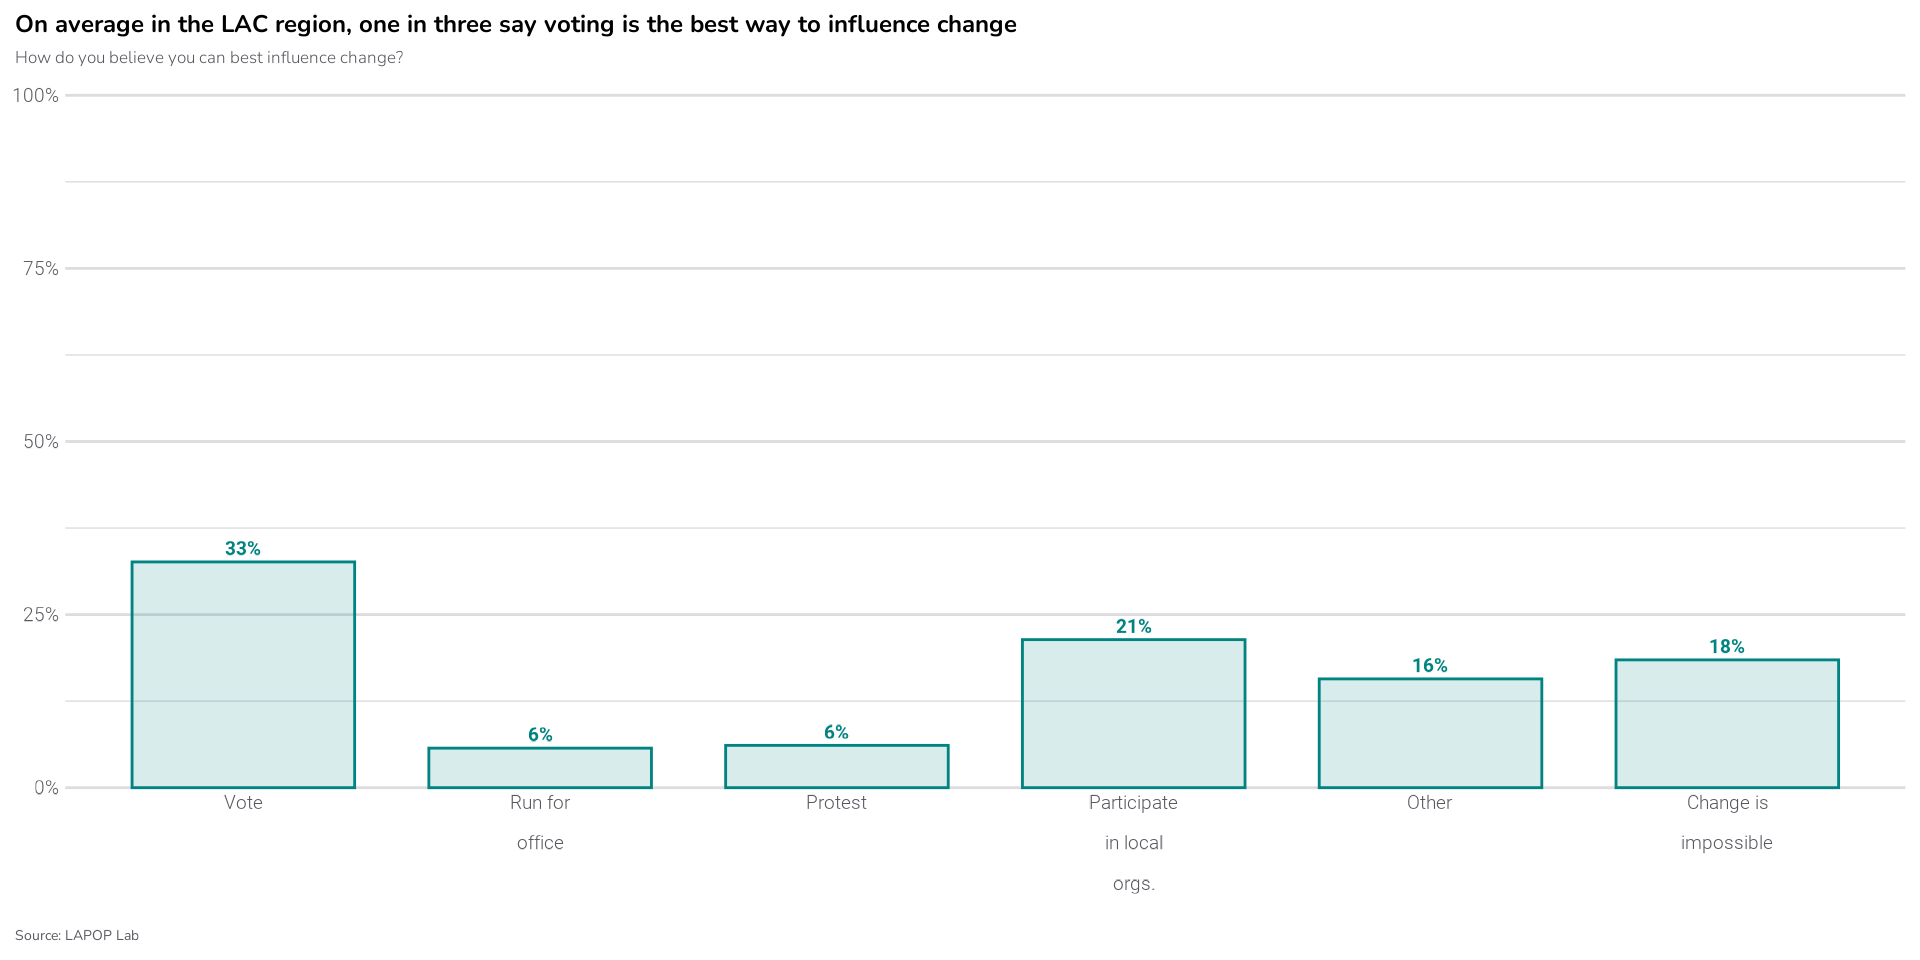 On average in the LAC region, one in three say voting is the best way to influence change
How do you believe you can best influence change?
100%
75%
50%
25%
0%
33%
6%
6%
21%
16%
18%
Vote
Run for
office
Protest
Participate
in local
orgs.
Other
Change is
impossible
Source: LAPOP Lab